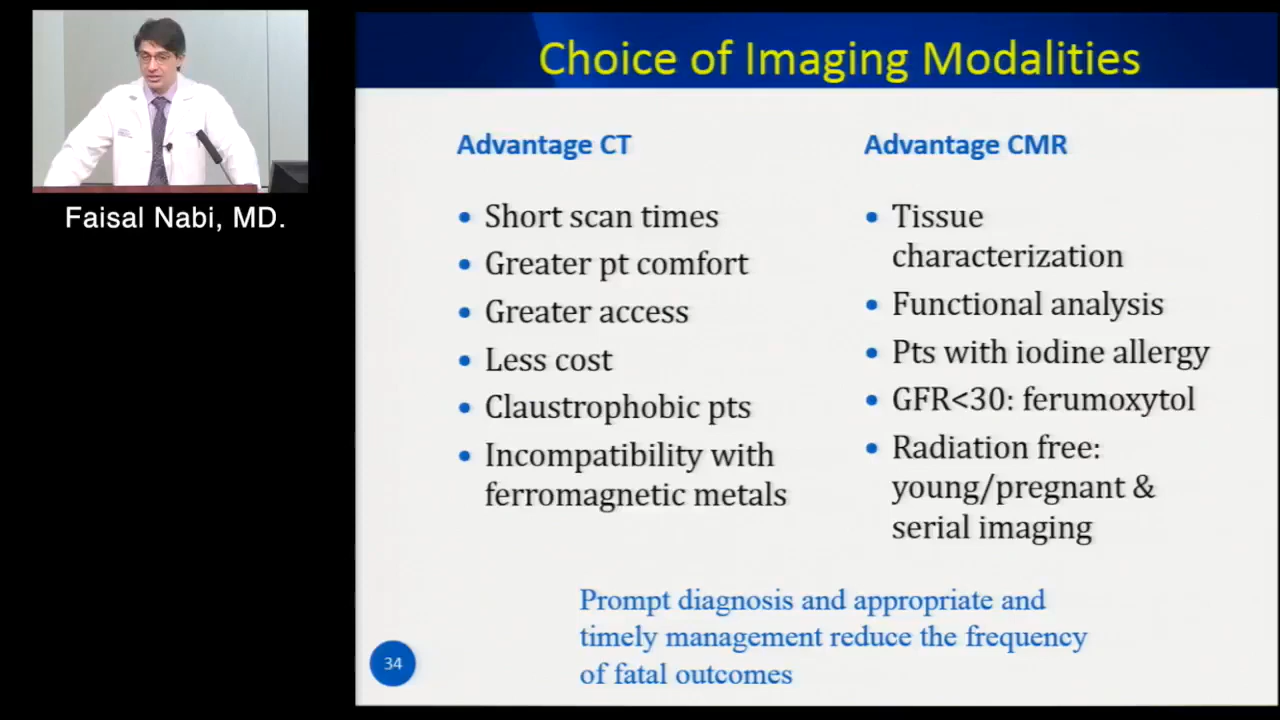 Choice of Imaging Modalities
Faisal Nabi, MD.
Advantage CT
• Short scan times
• Greater pt comfort
• Greater access
• Less cost
• Claustrophobic pts
• Incompatibility with
ferromagnetic metals
Advantage CMR
• Tissue
characterization
• Functional analysis
• Pts with iodine allergy
• GFR<30: ferumoxytol
• Radiation free:
young/pregnant &
serial imaging
Prompt diagnosis and appropriate and
timely management reduce the frequency
of fatal outcomes
34